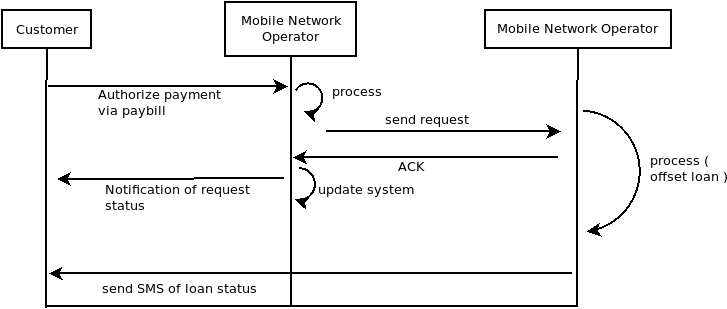 Customer
Mobile Network
Operator
Mobile Network Operator
Authorize payment
via paybill
process
send request
ACK
process (
offset loan )
Notification of request
status
update system
send SMS of loan status